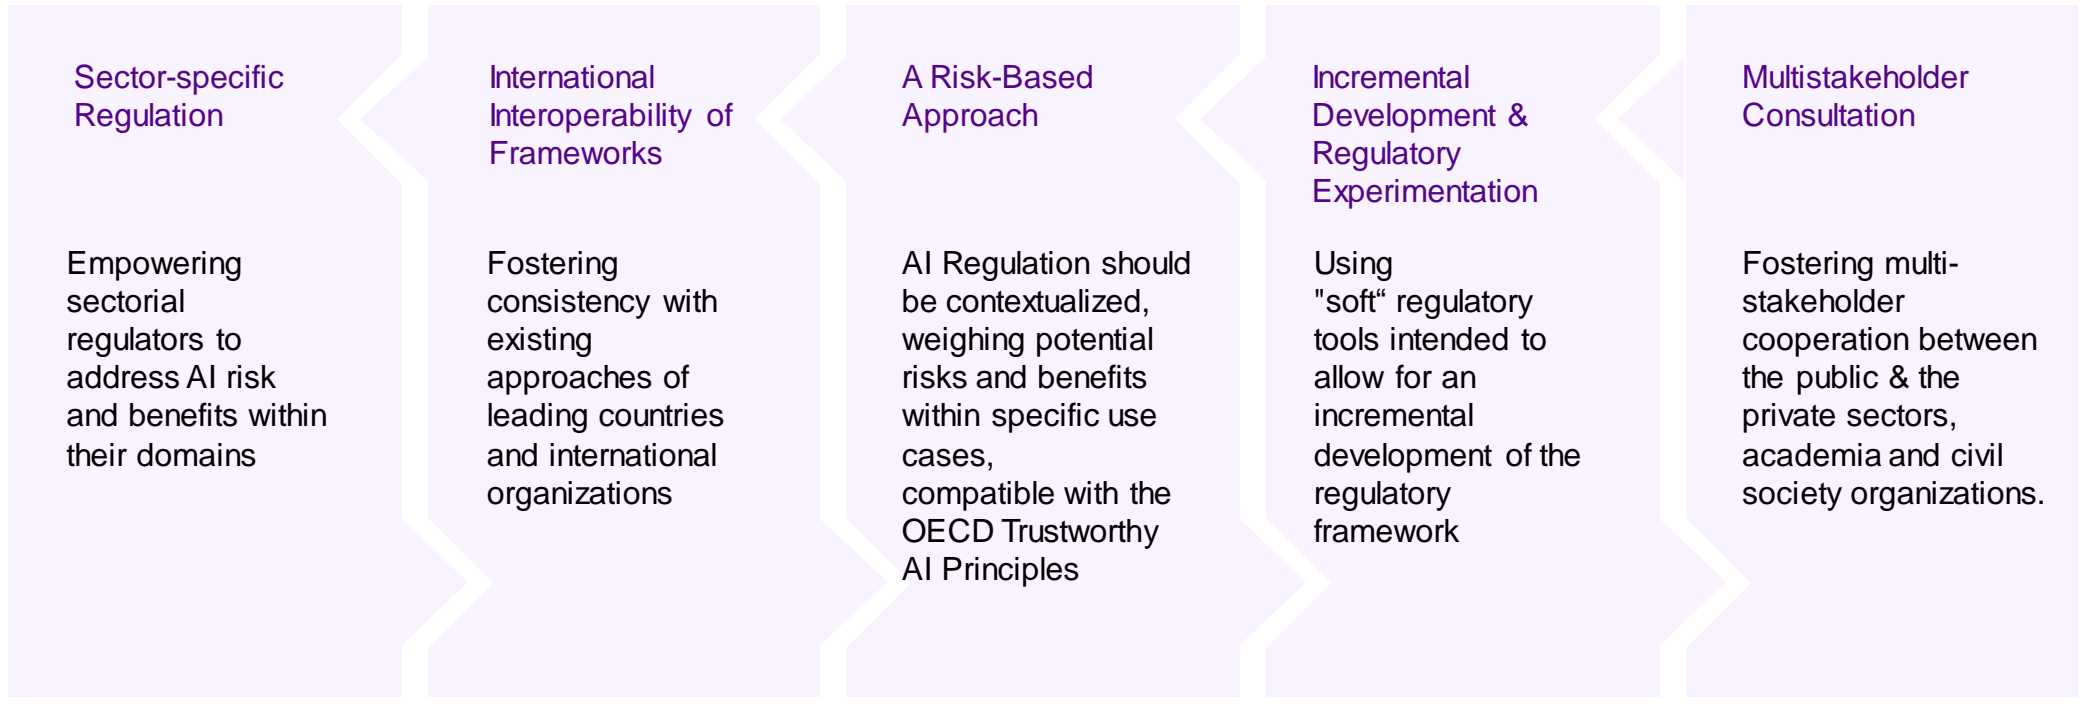 Sector-specific
Regulation
Empowering
sectorial
regulators to
address AI risk
and benefits within
their domains
International
Interoperability of
Frameworks
Fostering
consistency with
existing
approaches of
leading countries
and international
organizations
A Risk-Based
Approach
AI Regulation should
be contextualized,
weighing potential
risks and benefits
within specific use
cases,
compatible with the
OECD Trustworthy
AI Principles
Incremental
Development &
Regulatory
Experimentation
Using
"soft“ regulatory
tools intended to
allow for an
incremental
development of the
regulatory
framework
Multistakeholder
Consultation
Fostering multi-
stakeholder
cooperation between
the public & the
private sectors,
academia and civil
society organizations.